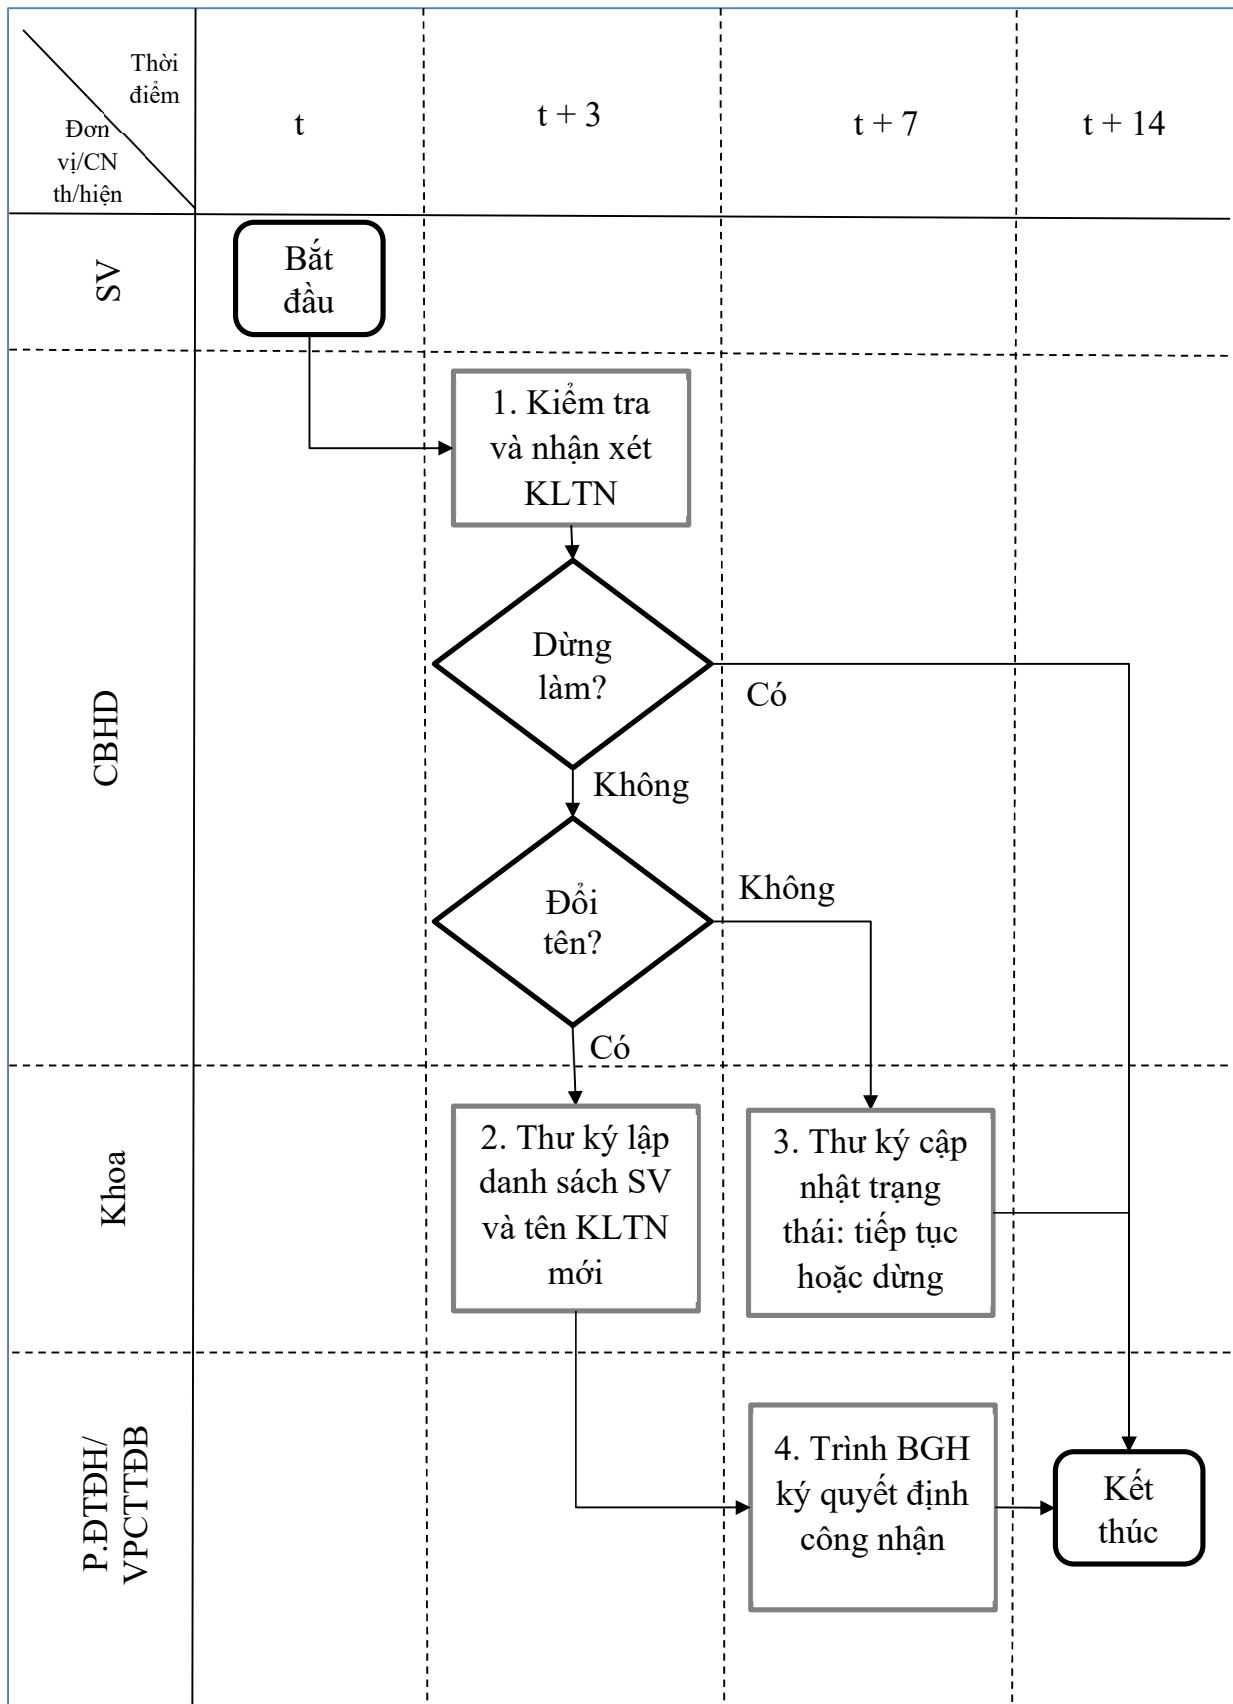 Thời
điểm
Đơn
vị/CN
th/hiện
t
t + 3
t + 7
t + 14
SV
Bắt
đầu
CBHD
1. Kiểm tra
và nhận xét
KLTN
Dừng
làm?
Có
Không
Đổi
tên?
Không
Có
Khoa
2. Thư ký lập
danh sách SV
và tên KLTN
mới
3. Thư ký cập
nhật trạng
thái: tiếp tục
hoặc dừng
P.ĐTĐH/
VPCTTĐB
4. Trình BGH
ký quyết định
công nhận
Kết
thúc